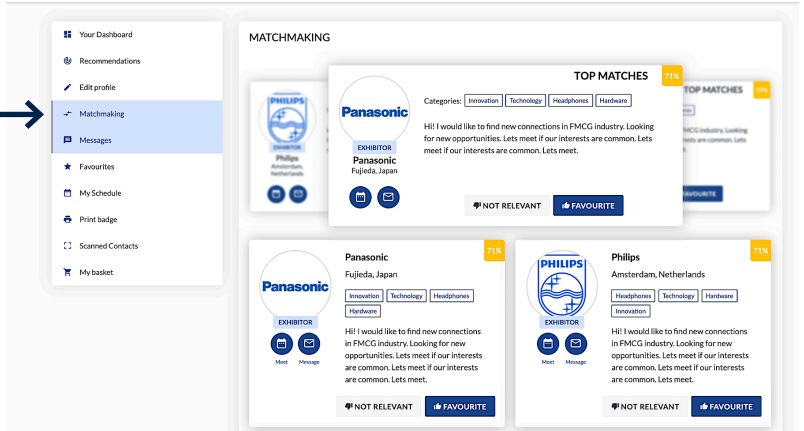 Your Dashboard
Recommendations
Edit profile
Matchmaking
Messages
Favourites
My Schedule
Print badge
Scanned Contacts
My basket
MATCHMAKING
PHILIPS
EXHIBITOR
Philips
Amsterdam,
Netherlands
TOP MATCHES
71%
Panasonic
EXHIBITOR
Panasonic
Fujieda, Japan
Categories: Innovation Technology Headphones Hardware
Hi! I would like to find new connections in FMCG industry. Looking
for new opportunities. Lets meet if our interests are common. Lets
meet if our interests are common. Lets meet.
NOT RELEVANT FAVOURITE
TOP MATCHES
FMCG industry. Looking
interests are common. Lets
FAVOURITE
71%
Panasonic
EXHIBITOR
Meet Message
Panasonic
Fujieda, Japan
Innovation Technology Headphones
Hardware
Hi! I would like to find new connections
in FMCG industry. Looking for new
opportunities. Lets meet if our interests
are common. Lets meet if our interests
are common. Lets meet.
NOT RELEVANT FAVOURITE
71%
PHILIPS
EXHIBITOR
Meet Message
Philips
Amsterdam, Netherlands
Headphones Technology Hardware
Innovation
Hi! I would like to find new connections
in FMCG industry. Looking for new
opportunities. Lets meet if our interests
are common. Lets meet if our interests
are common. Lets meet.
NOT RELEVANT FAVOURITE